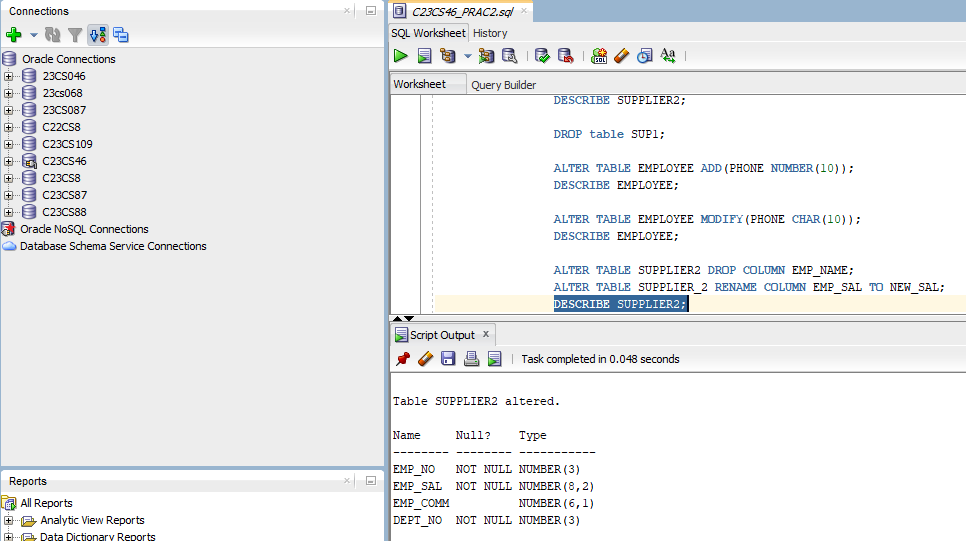 Connections
Oracle Connections
23CS046
23cs068
23CS087
C22CS8
C23CS109
C23CS46
C23CS8
C23CS87
C23CS88
Oracle NoSQL Connections
Database Schema Service Connections
Reports
All Reports
Analytic View Reports
Data Dictionary Reports
C23CS46_PRAC2.sql
SQL Worksheet History
Worksheet Query Builder
DESCRIBE SUPPLIER2;
DROP table SUP1;
ALTER TABLE EMPLOYEE ADD(PHONE NUMBER(10));
DESCRIBE EMPLOYEE;
ALTER TABLE EMPLOYEE MODIFY(PHONE CHAR(10));
DESCRIBE EMPLOYEE;
ALTER TABLE SUPPLIER2 DROP COLUMN EMP_NAME;
ALTER TABLE SUPPLIER_2 RENAME COLUMN EMP_SAL TO NEW_SAL;
DESCRIBE SUPPLIER2;
Script Output
Task completed in 0.048 seconds
Table SUPPLIER2 altered.
Name     Null?    Type
-------- -------- -----------
EMP_NO   NOT NULL NUMBER(3)
EMP_SAL  NOT NULL NUMBER(8,2)
EMP_COMM          NUMBER(6,1)
DEPT_NO  NOT NULL NUMBER(3)